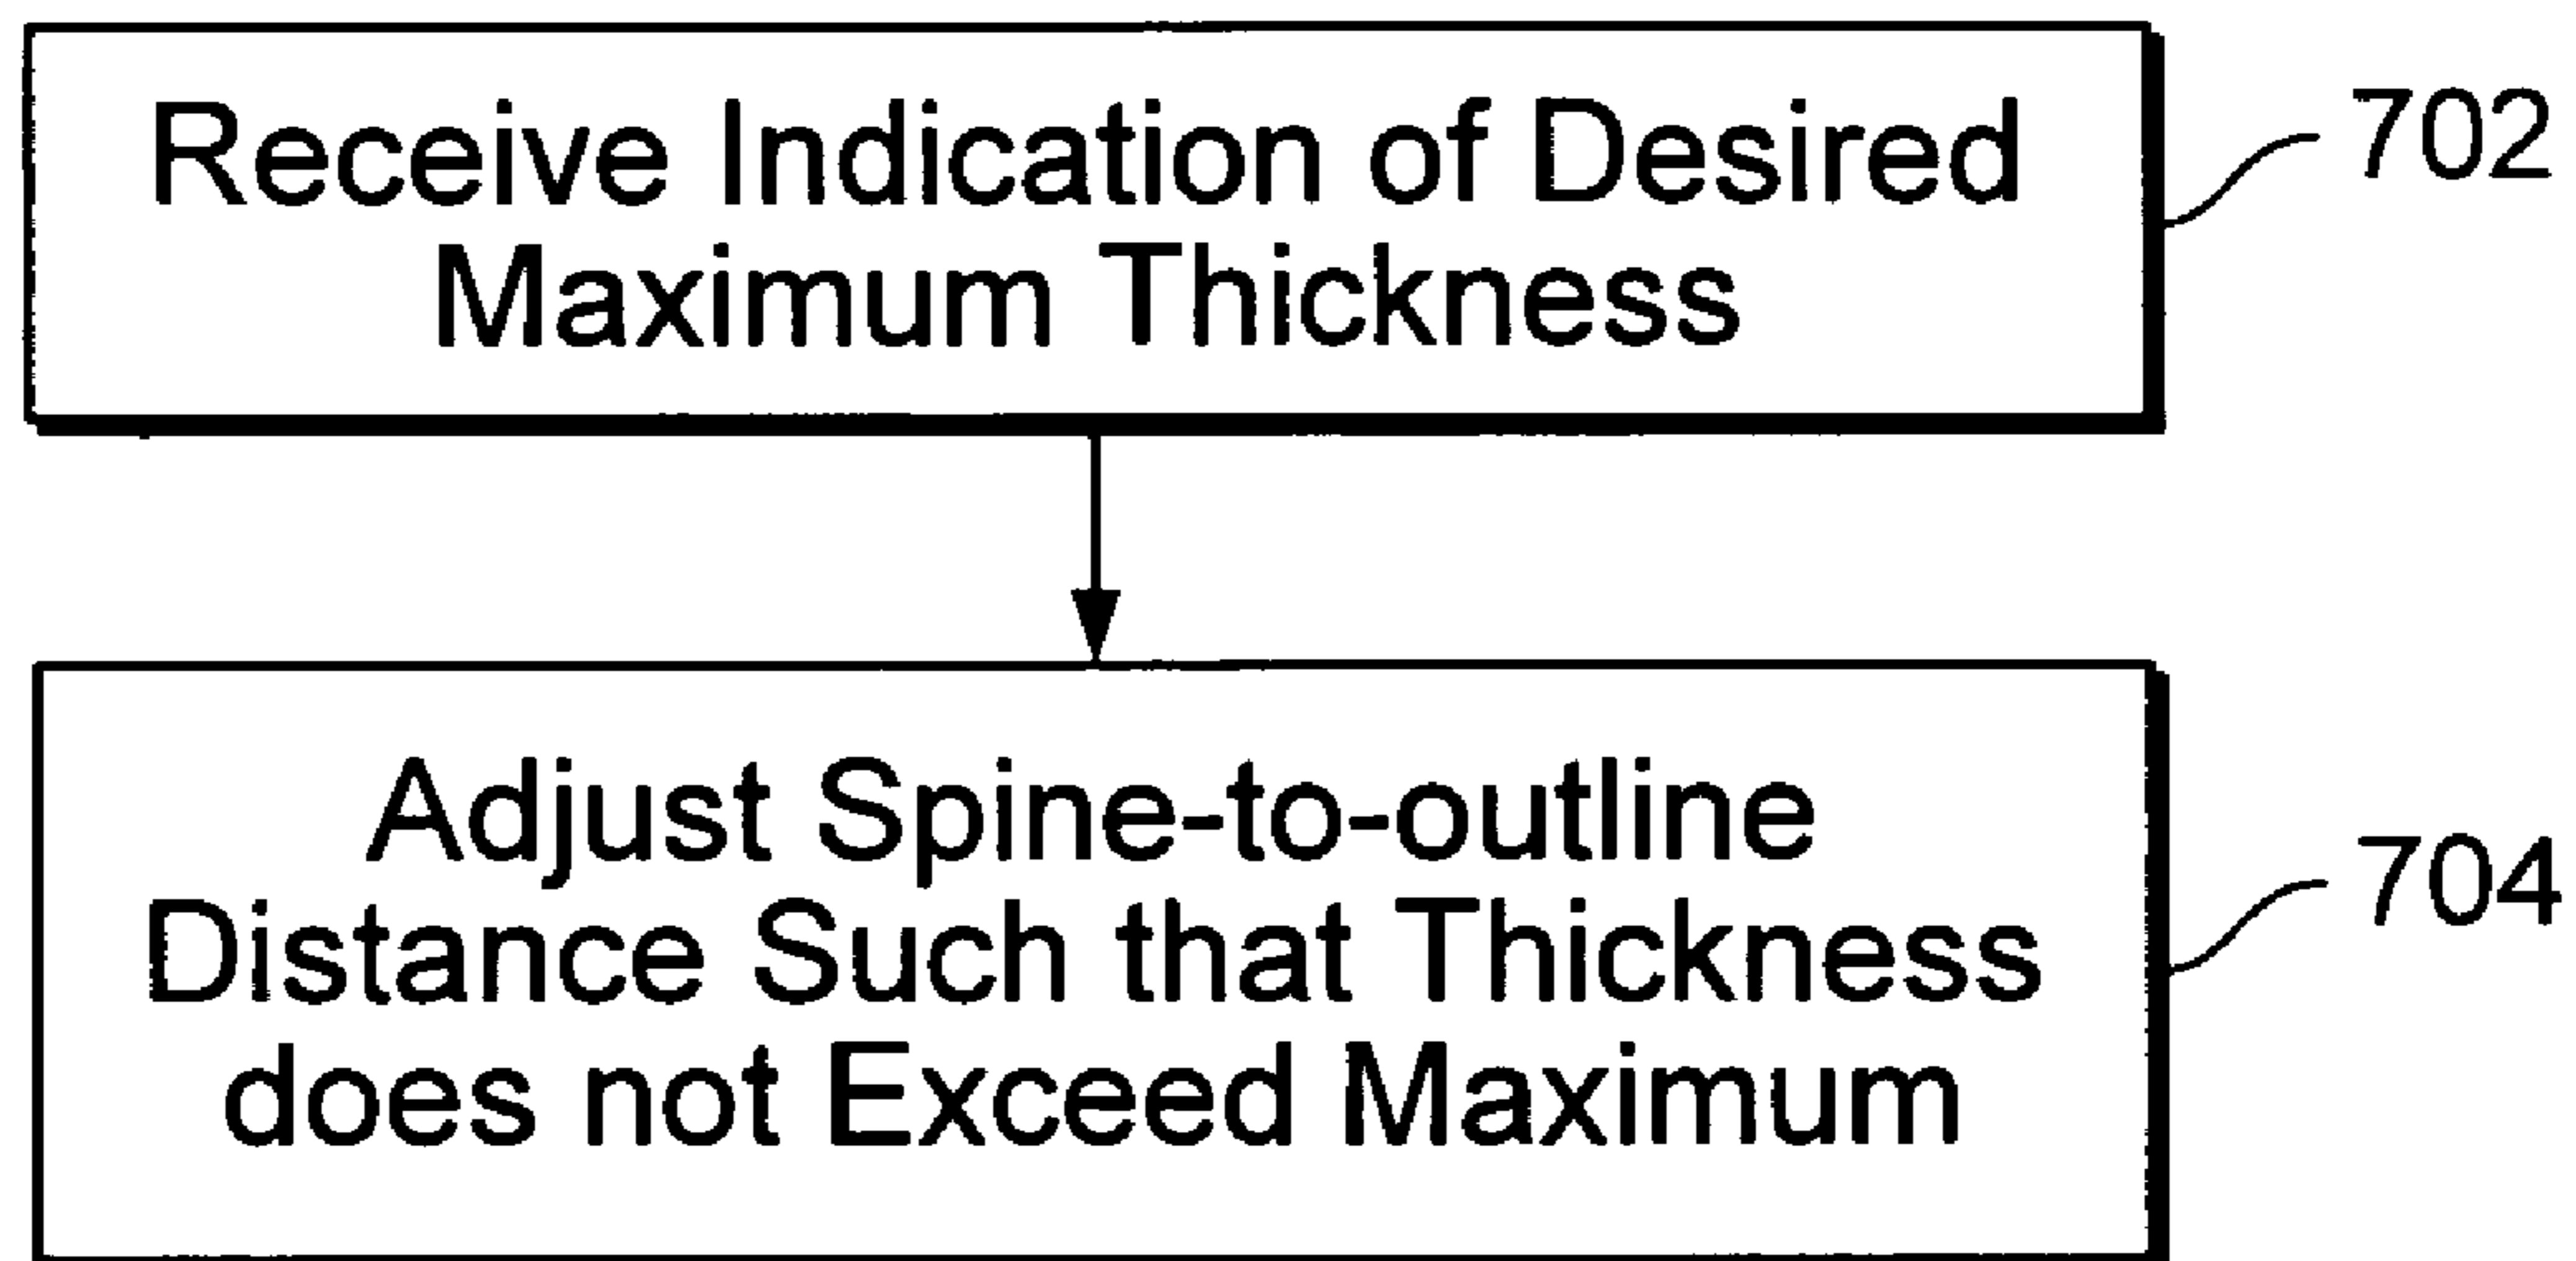 Receive Indication of Desired
Maximum Thickness
702
Adjust Spine-to-outline
Distance Such that Thickness
does not Exceed Maximum
704